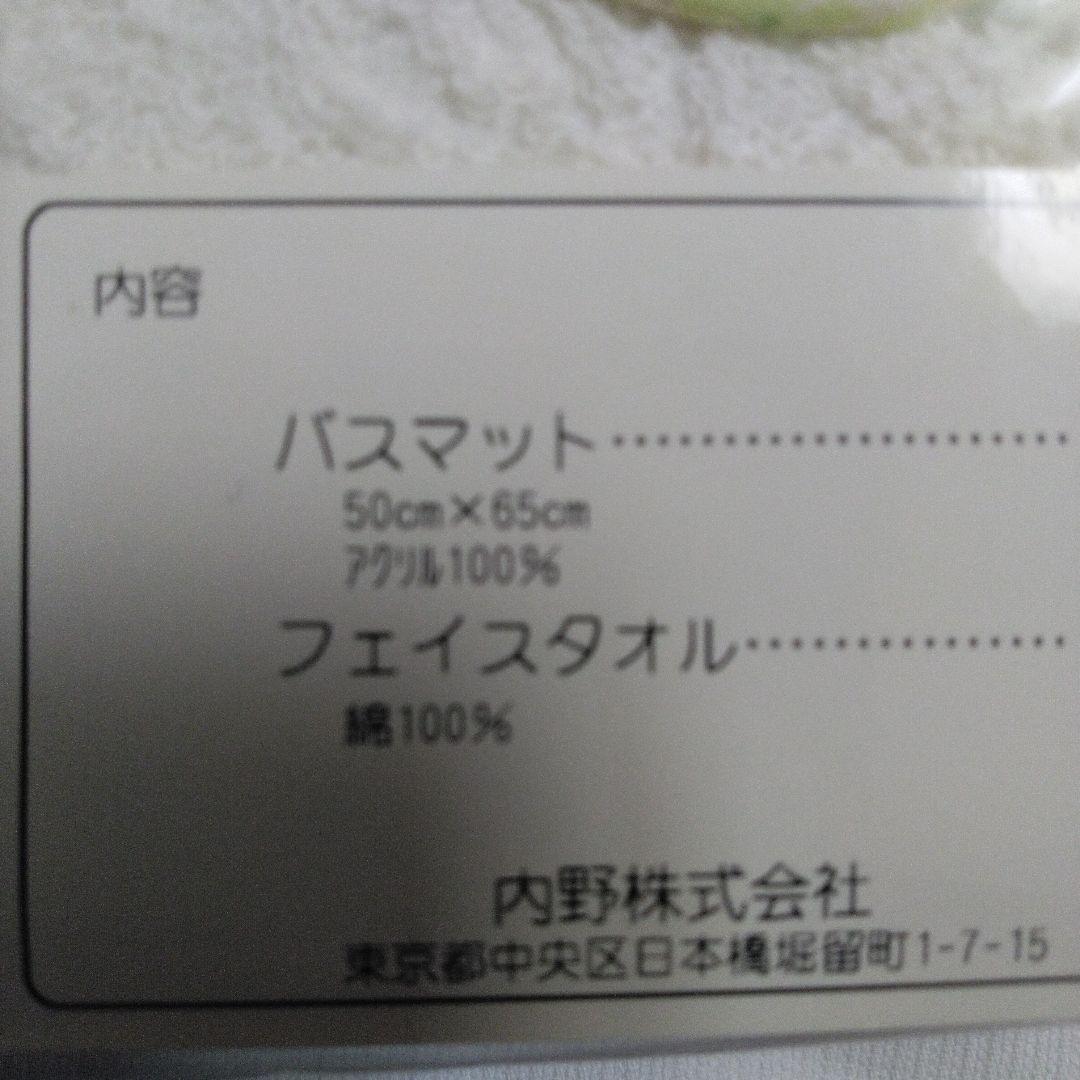 内容
バスマット‥‥‥‥‥‥‥‥‥‥
50cm×65cm
ｱｸﾘﾙ100%
フェイスタオル‥‥‥‥‥‥‥
綿100%
内野株式会社
東京都中央区日本橋堀留町1-7-15